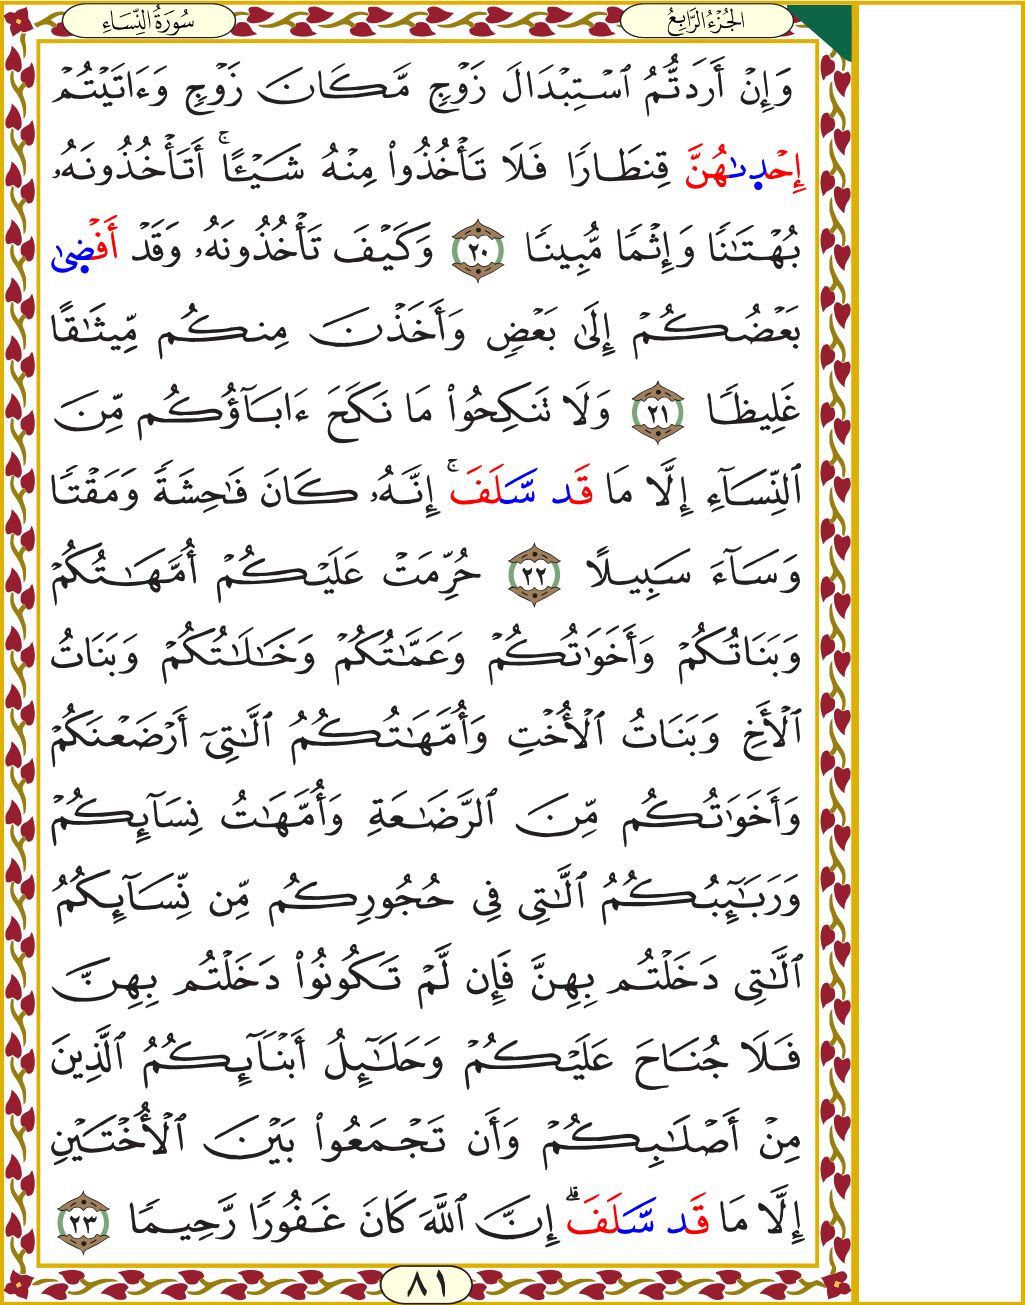 الجُزْءُ الرَّابِعُ
سُورَةُ النِّسَاءِ
وَإِنْ أَرَدتُّمُ ٱسْتِبْدَالَ زَوْجٍ مَّكَانَ زَوْجٍ وَءَاتَيْتُمْ
إِحْدِىٰهُنَّ قِنطَارًا فَلَا تَأْخُذُوا۟ مِنْهُ شَيْـًٔا ۚ أَتَأْخُذُونَهُۥ
بُهْتَـٰنًا وَإِثْمًا مُّبِينًا ٢٠ وَكَيْفَ تَأْخُذُونَهُۥ وَقَدْ أَفْضِىٰ
بَعْضُكُمْ إِلَىٰ بَعْضٍ وَأَخَذْنَ مِنكُم مِّيثَـٰقًا
غَلِيظًا ٢١ وَلَا تَنكِحُوا۟ مَا نَكَحَ ءَابَآؤُكُم مِّنَ
ٱلنِّسَآءِ إِلَّا مَا قَد سَّلَفَ ۚ إِنَّهُۥ كَانَ فَـٰحِشَةً وَمَقْتًا
وَسَآءَ سَبِيلًا ٢٢ حُرِّمَتْ عَلَيْكُمْ أُمَّهَـٰتُكُمْ
وَبَنَاتُكُمْ وَأَخَوَٰتُكُمْ وَعَمَّـٰتُكُمْ وَخَـٰلَـٰتُكُمْ وَبَنَاتُ
ٱلْأَخِ وَبَنَاتُ ٱلْأُخْتِ وَأُمَّهَـٰتُكُمُ ٱلَّـٰتِىٓ أَرْضَعْنَكُمْ
وَأَخَوَٰتُكُم مِّنَ ٱلرَّضَـٰعَةِ وَأُمَّهَـٰتُ نِسَآئِكُمْ
وَرَبَـٰٓئِبُكُمُ ٱلَّـٰتِى فِى حُجُورِكُم مِّن نِّسَآئِكُمُ
ٱلَّـٰتِى دَخَلْتُم بِهِنَّ فَإِن لَّمْ تَكُونُوا۟ دَخَلْتُم بِهِنَّ
فَلَا جُنَاحَ عَلَيْكُمْ وَحَلَـٰٓئِلُ أَبْنَآئِكُمُ ٱلَّذِينَ
مِنْ أَصْلَـٰبِكُمْ وَأَن تَجْمَعُوا۟ بَيْنَ ٱلْأُخْتَيْنِ
إِلَّا مَا قَد سَّلَفَ ۗ إِنَّ ٱللَّهَ كَانَ غَفُورًا رَّحِيمًا ٢٣
٨١